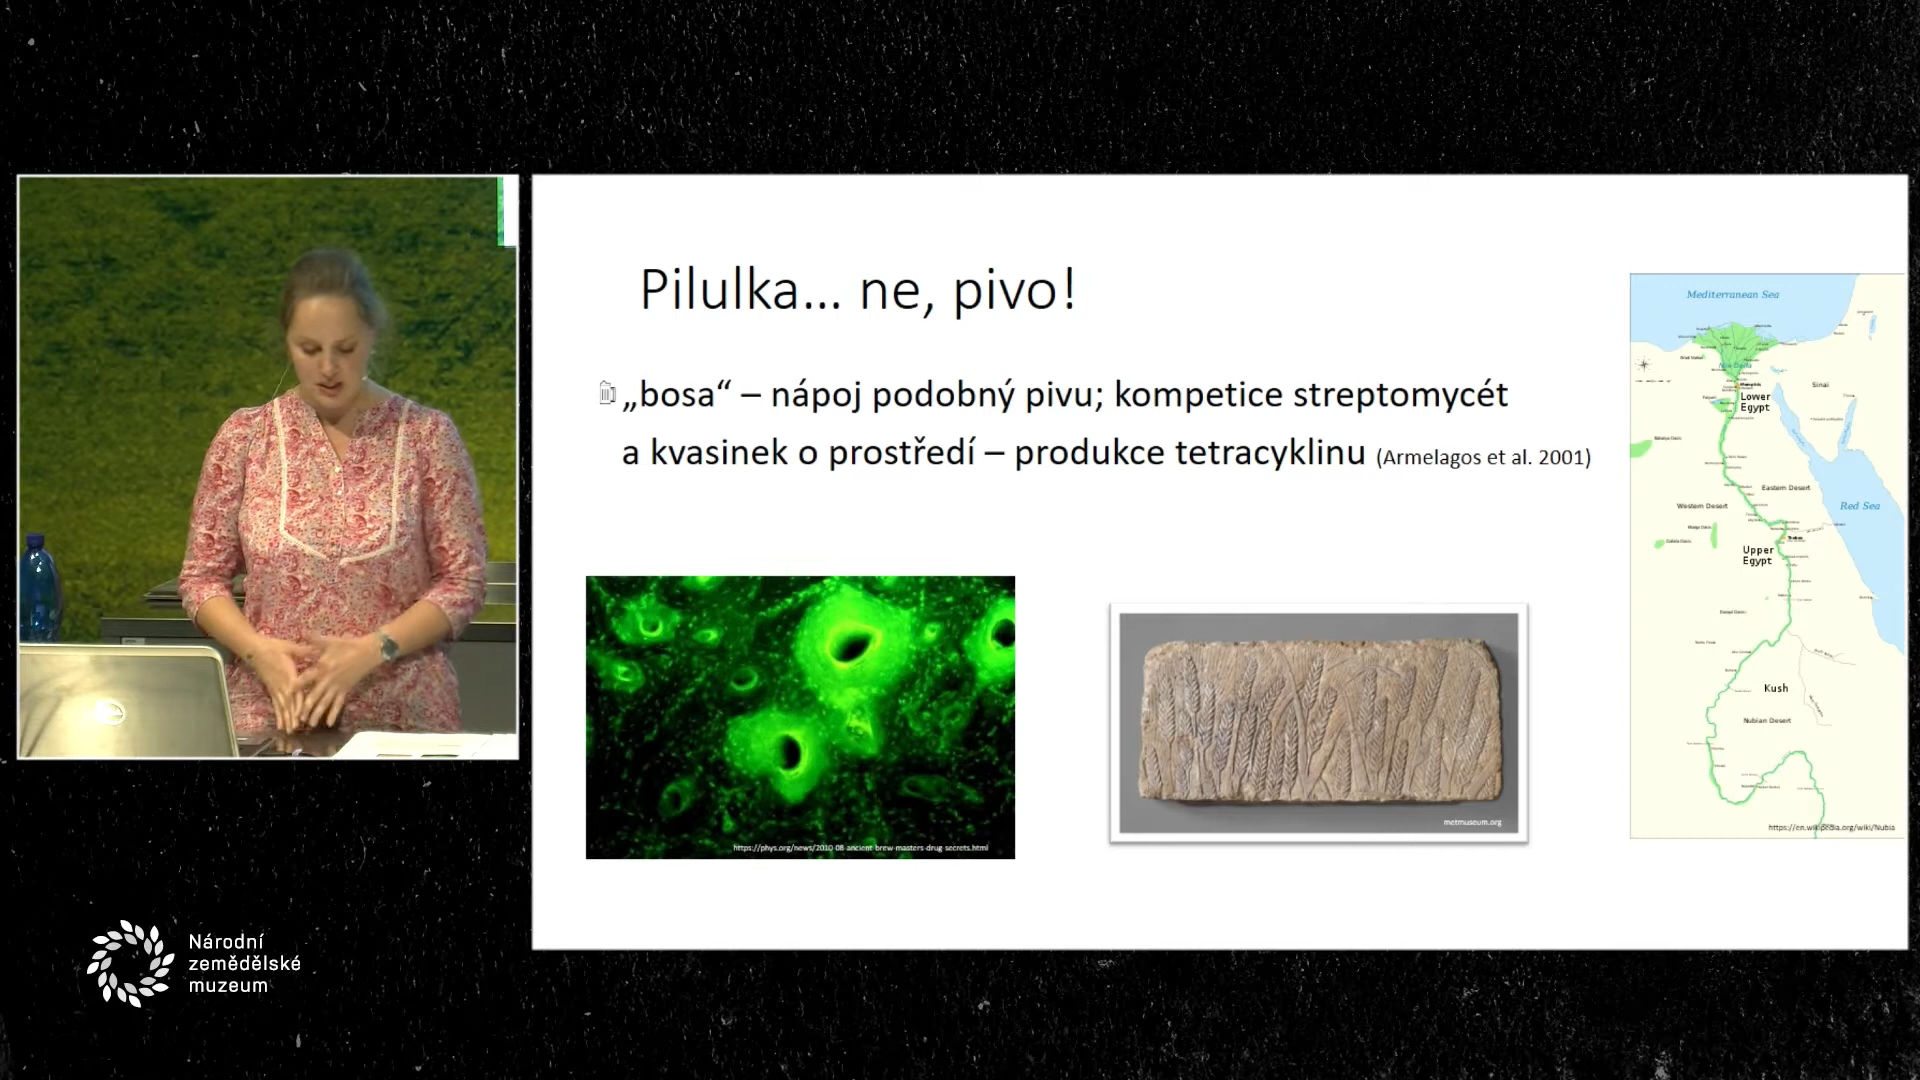 Pilulka... ne, pivo!
„bosa“ – nápoj podobný pivu; kompetice streptomycét
a kvasinek o prostředí – produkce tetracyklinu (Armelagos et al. 2001)
https://phys.org/news/2010-08-ancient-brew-masters-drug-secrets.html
metmuseum.org
Mediterranean Sea
Memphis
Lower
Egypt
Sinai
Eastern Desert
Western Desert
Red Sea
Thebes
Upper
Egypt
Kush
Nubian Desert
https://en.wikipedia.org/wiki/Nubia
Národní
zemědělské
muzeum